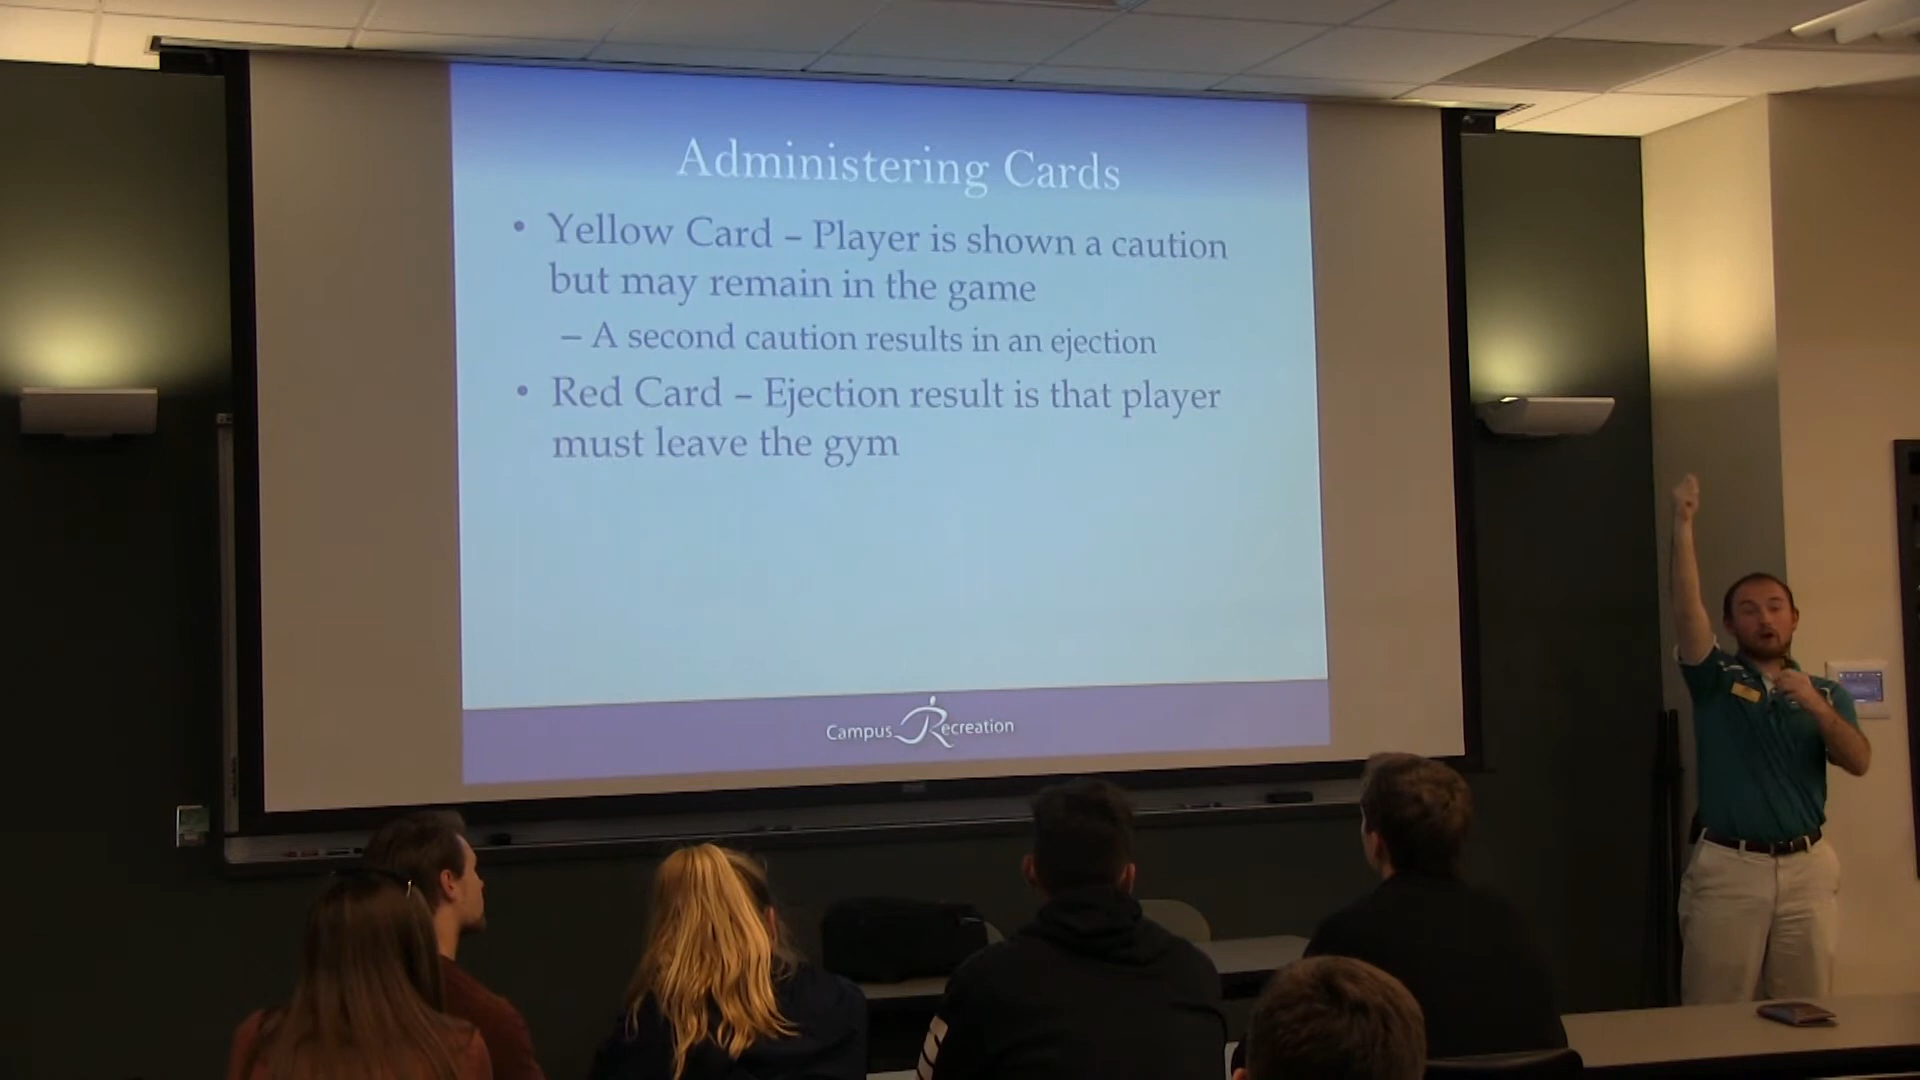 Administering Cards
• Yellow Card – Player is shown a caution
but may remain in the game
– A second caution results in an ejection
• Red Card – Ejection result is that player
must leave the gym
Campus Recreation